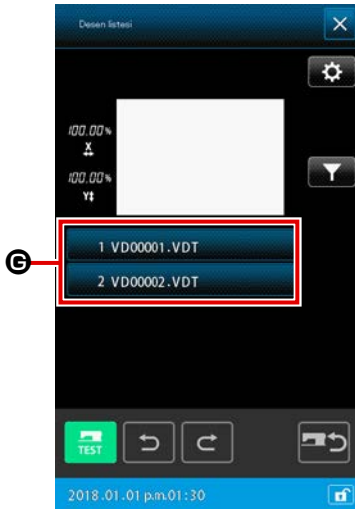 Desen listesi
100.00%
X
100.00%
Y
G
1 VD00001.VDT
2 VD00002.VDT
TEST
2018.01.01 p.m.01:30